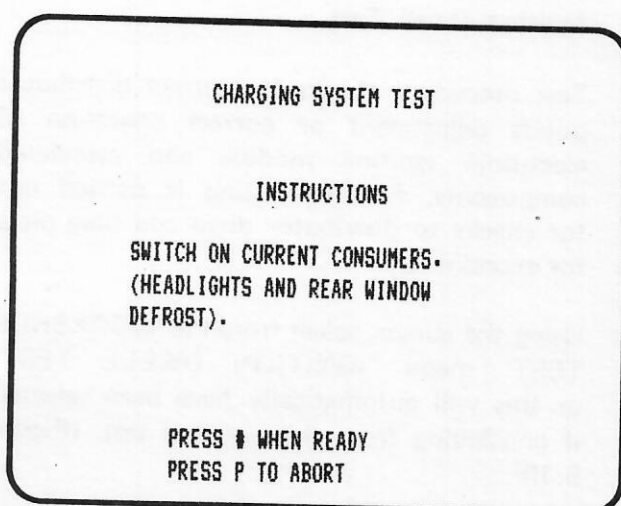 CHARGING SYSTEM TEST
INSTRUCTIONS
SWITCH ON CURRENT CONSUMERS.
(HEADLIGHTS AND REAR WINDOW
DEFROST).
PRESS # WHEN READY
PRESS P TO ABORT